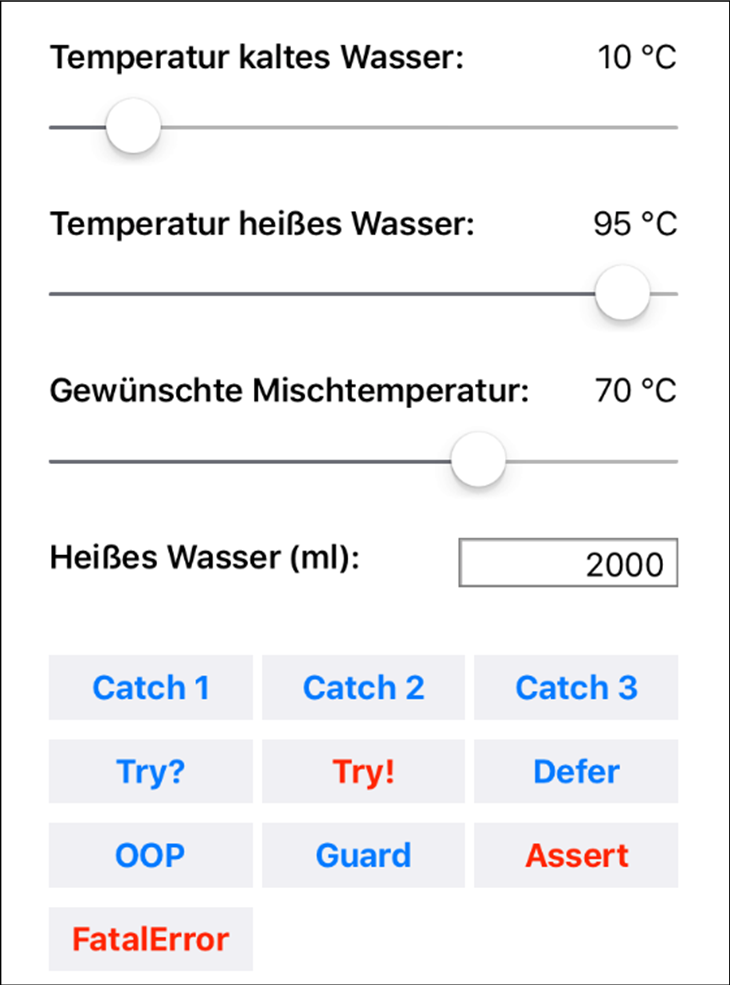 Temperatur kaltes Wasser: 10 °C
Temperatur heißes Wasser: 95 °C
Gewünschte Mischtemperatur: 70 °C
Heißes Wasser (ml): 2000
Catch 1 Catch 2 Catch 3
Try? Try! Defer
OOP Guard Assert
FatalError